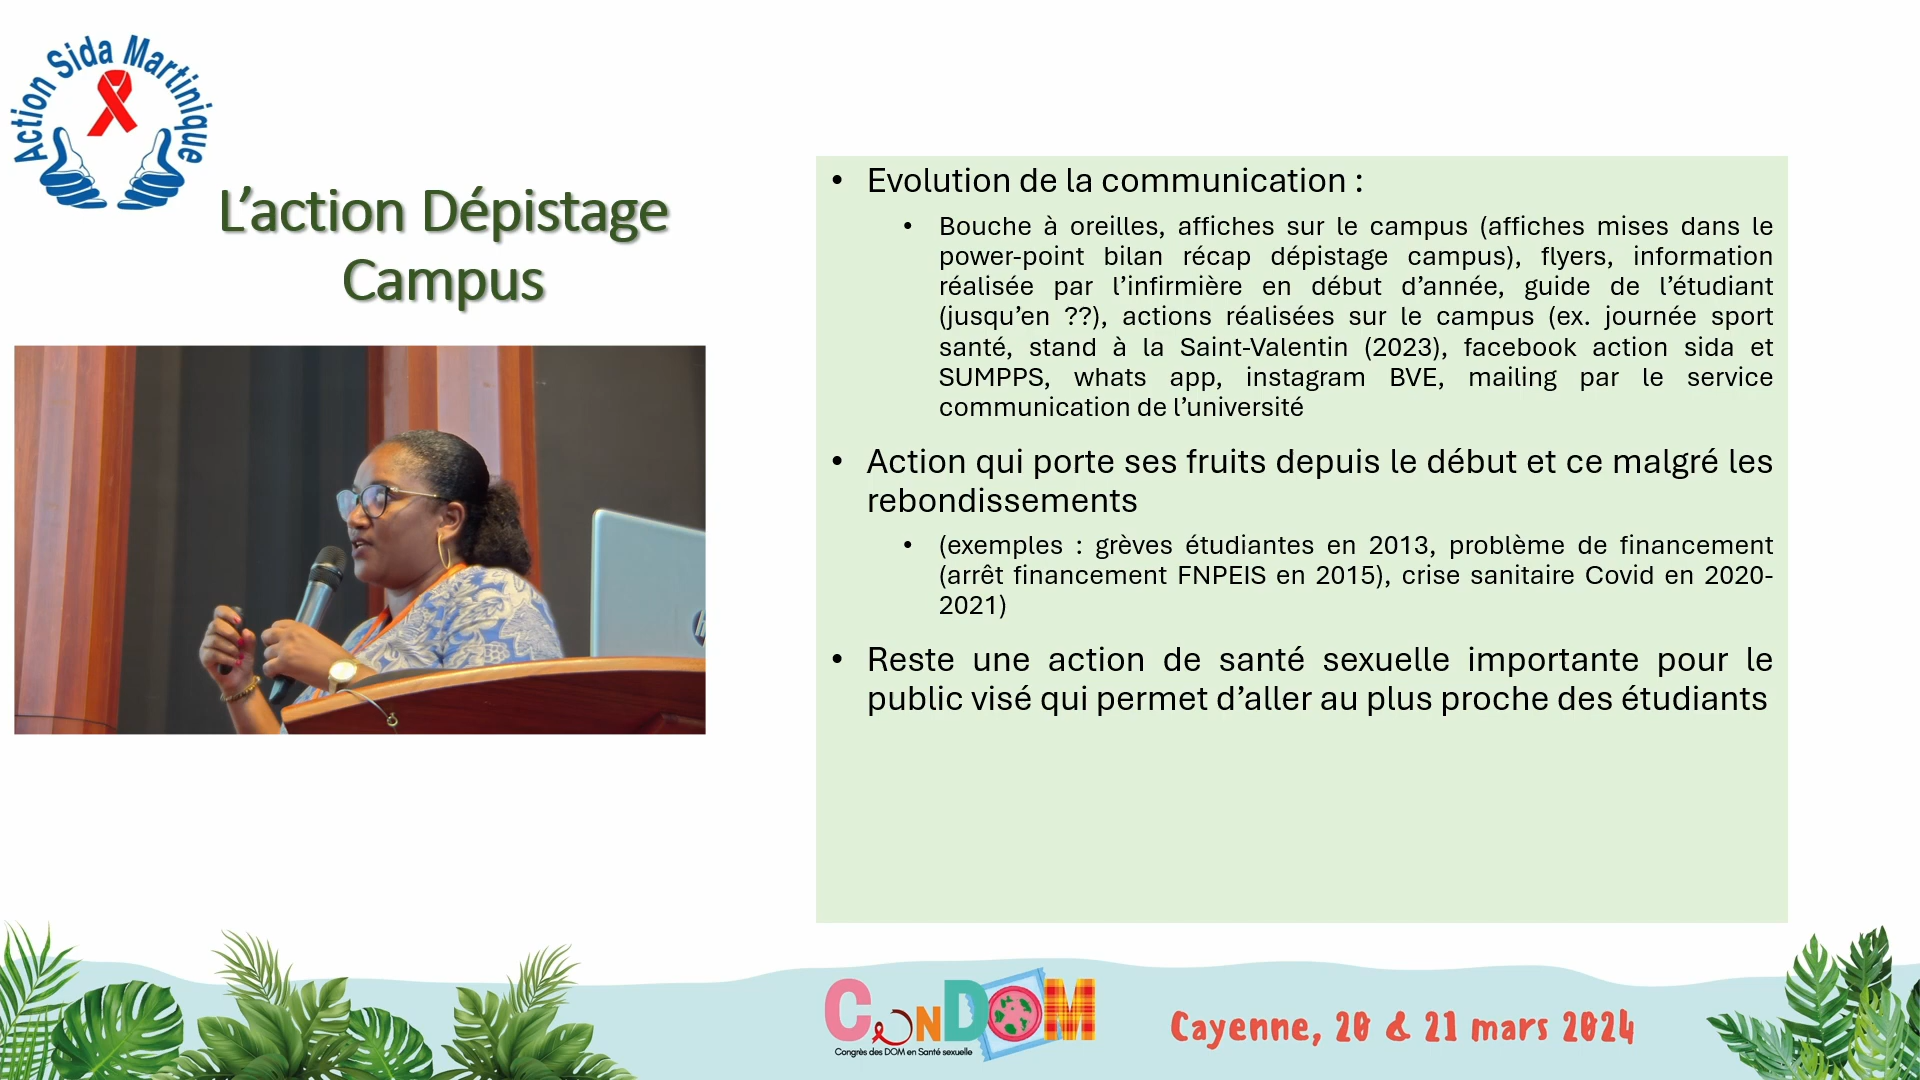 Action Sida Martinique
L’action Dépistage
Campus
• Evolution de la communication :
• Bouche à oreilles, affiches sur le campus (affiches mises dans le
power-point bilan récap dépistage campus), flyers, information
réalisée par l’infirmière en début d’année, guide de l’étudiant
(jusqu’en ??), actions réalisées sur le campus (ex. journée sport
santé, stand à la Saint-Valentin (2023), facebook action sida et
SUMPPS, whats app, instagram BVE, mailing par le service
communication de l’université
• Action qui porte ses fruits depuis le début et ce malgré les
rebondissements
• (exemples : grèves étudiantes en 2013, problème de financement
(arrêt financement FNPEIS en 2015), crise sanitaire Covid en 2020-
2021)
• Reste une action de santé sexuelle importante pour le
public visé qui permet d’aller au plus proche des étudiants
ConDOM
Congrès des DOM en Santé sexuelle
Cayenne, 20 & 21 mars 2024